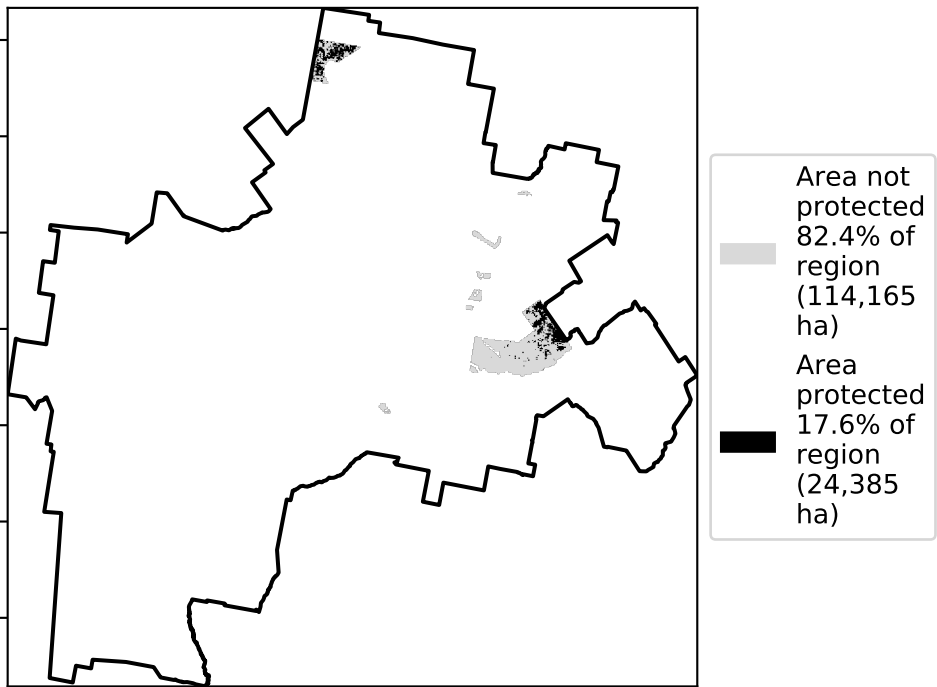 Area not
protected
82.4% of
region
(114,165
ha)
Area
protected
17.6% of
region
(24,385
ha)